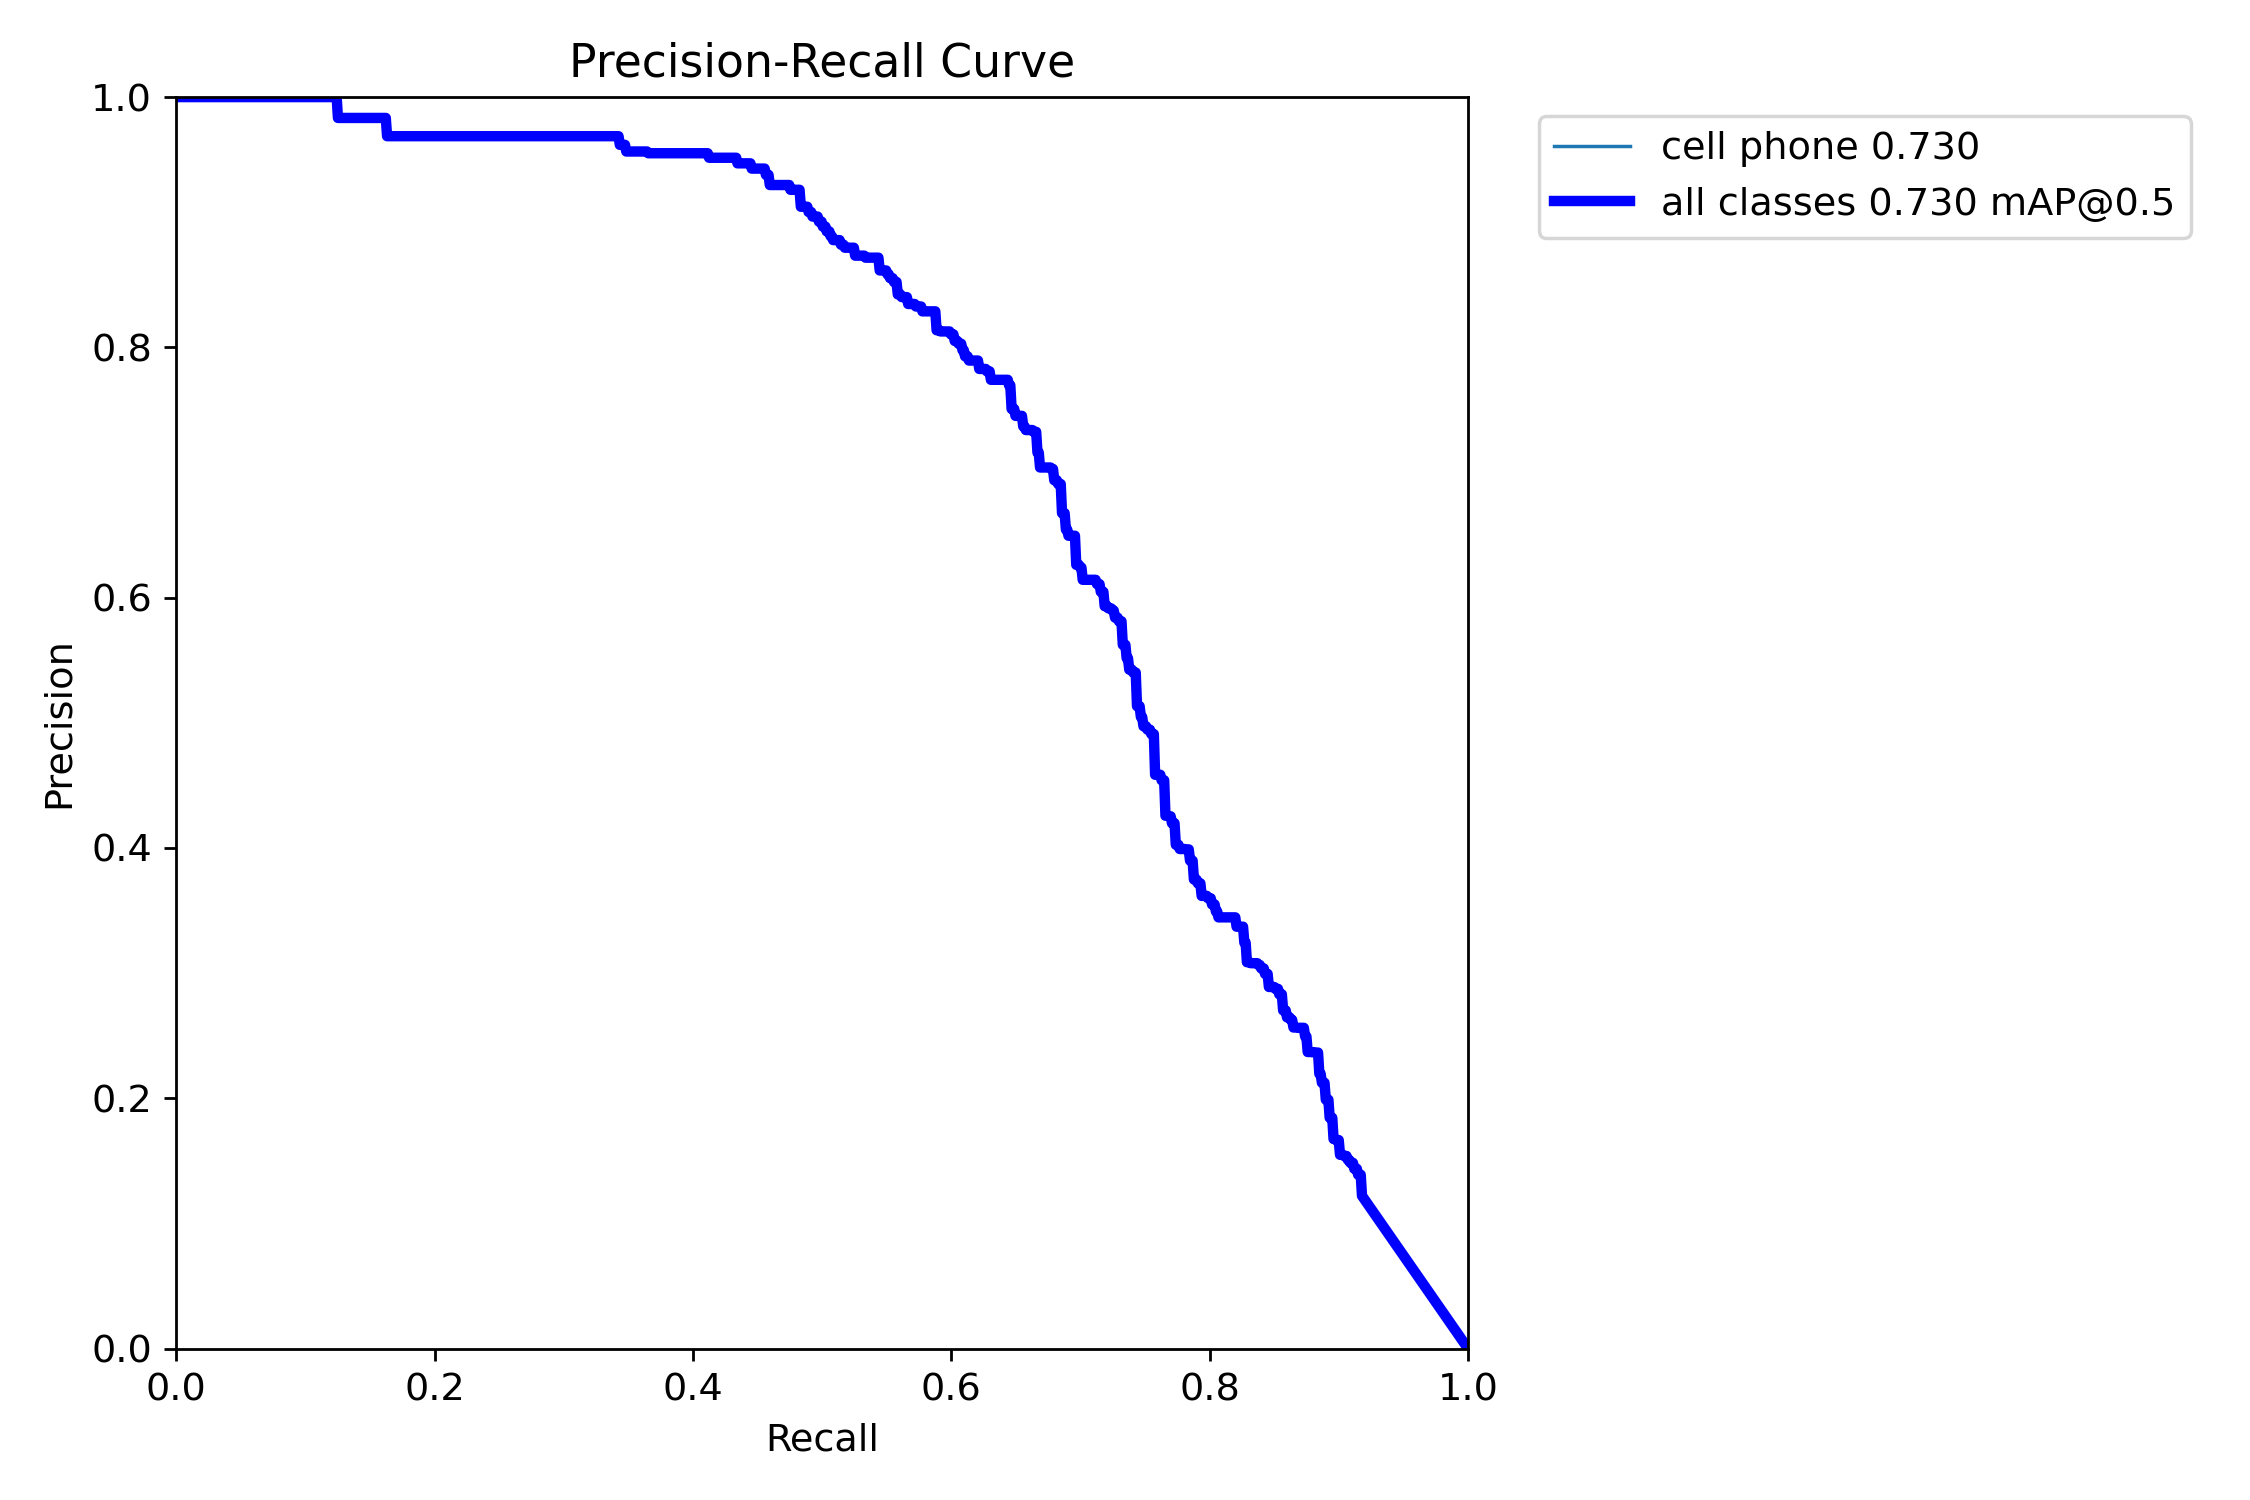 Precision-Recall Curve
cell phone 0.730
all classes 0.730 mAP@0.5
Precision
1.0
0.8
0.6
0.4
0.2
0.0
0.0 0.2 0.4 0.6 0.8 1.0
Recall